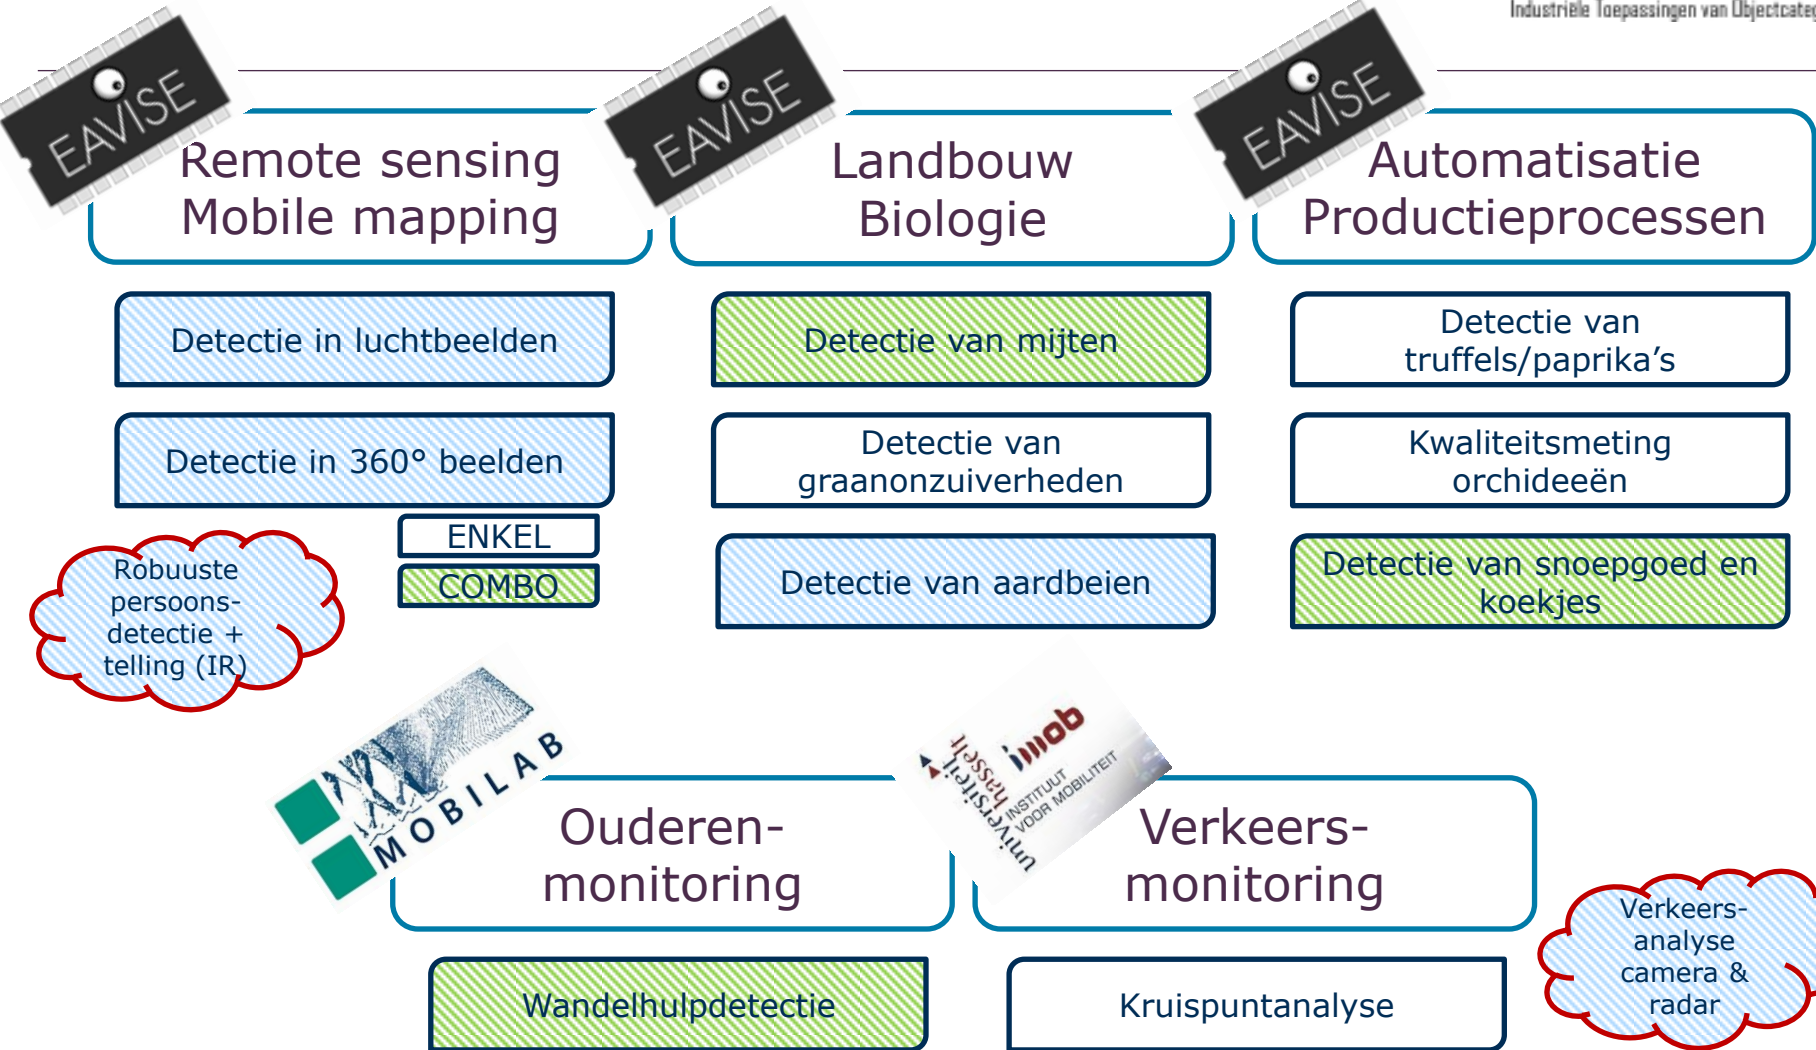 Industriële Toepassingen van Objectcateg
EAVISE
EAVISE
EAVISE
Remote sensing
Mobile mapping
Landbouw
Biologie
Automatisatie
Productieprocessen
Detectie in luchtbeelden
Detectie van mijten
Detectie van
truffels/paprika's
Detectie in 360° beelden
Detectie van
graanonzuiverheden
Kwaliteitsmeting
orchideeën
ENKEL
COMBO
Robuuste
persoons-
detectie +
telling (IR)
Detectie van aardbeien
Detectie van snoepgoed en
koekjes
MOBILAB
universiteit
hasselt
imob
INSTITUUT
VOOR MOBILITEIT
Ouderen-
monitoring
Verkeers-
monitoring
Verkeers-
analyse
camera &
radar
Wandelhulpdetectie
Kruispuntanalyse